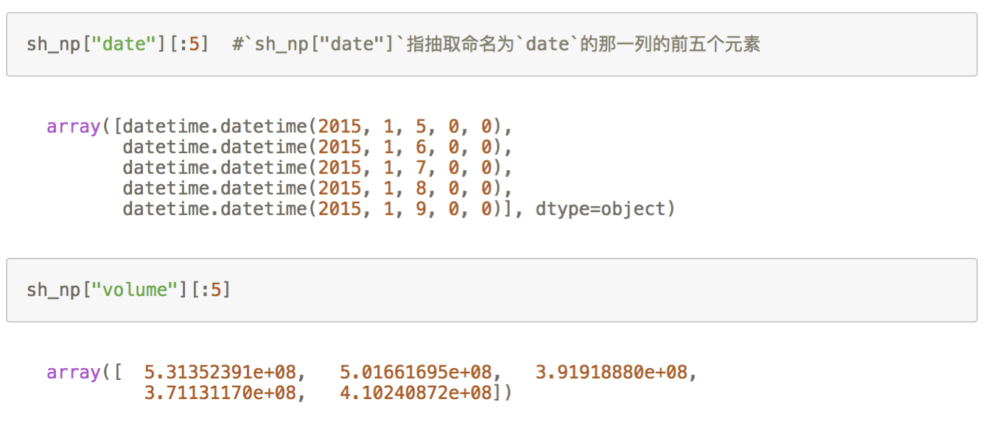 sh_np["date"][:5]  #`sh_np["date"]`指抽取命名为`date`的那一列的前五个元素
array([datetime.datetime(2015, 1, 5, 0, 0),
       datetime.datetime(2015, 1, 6, 0, 0),
       datetime.datetime(2015, 1, 7, 0, 0),
       datetime.datetime(2015, 1, 8, 0, 0),
       datetime.datetime(2015, 1, 9, 0, 0)], dtype=object)
sh_np["volume"][:5]
array([  5.31352391e+08,   5.01661695e+08,   3.91918880e+08,
         3.71131170e+08,   4.10240872e+08])